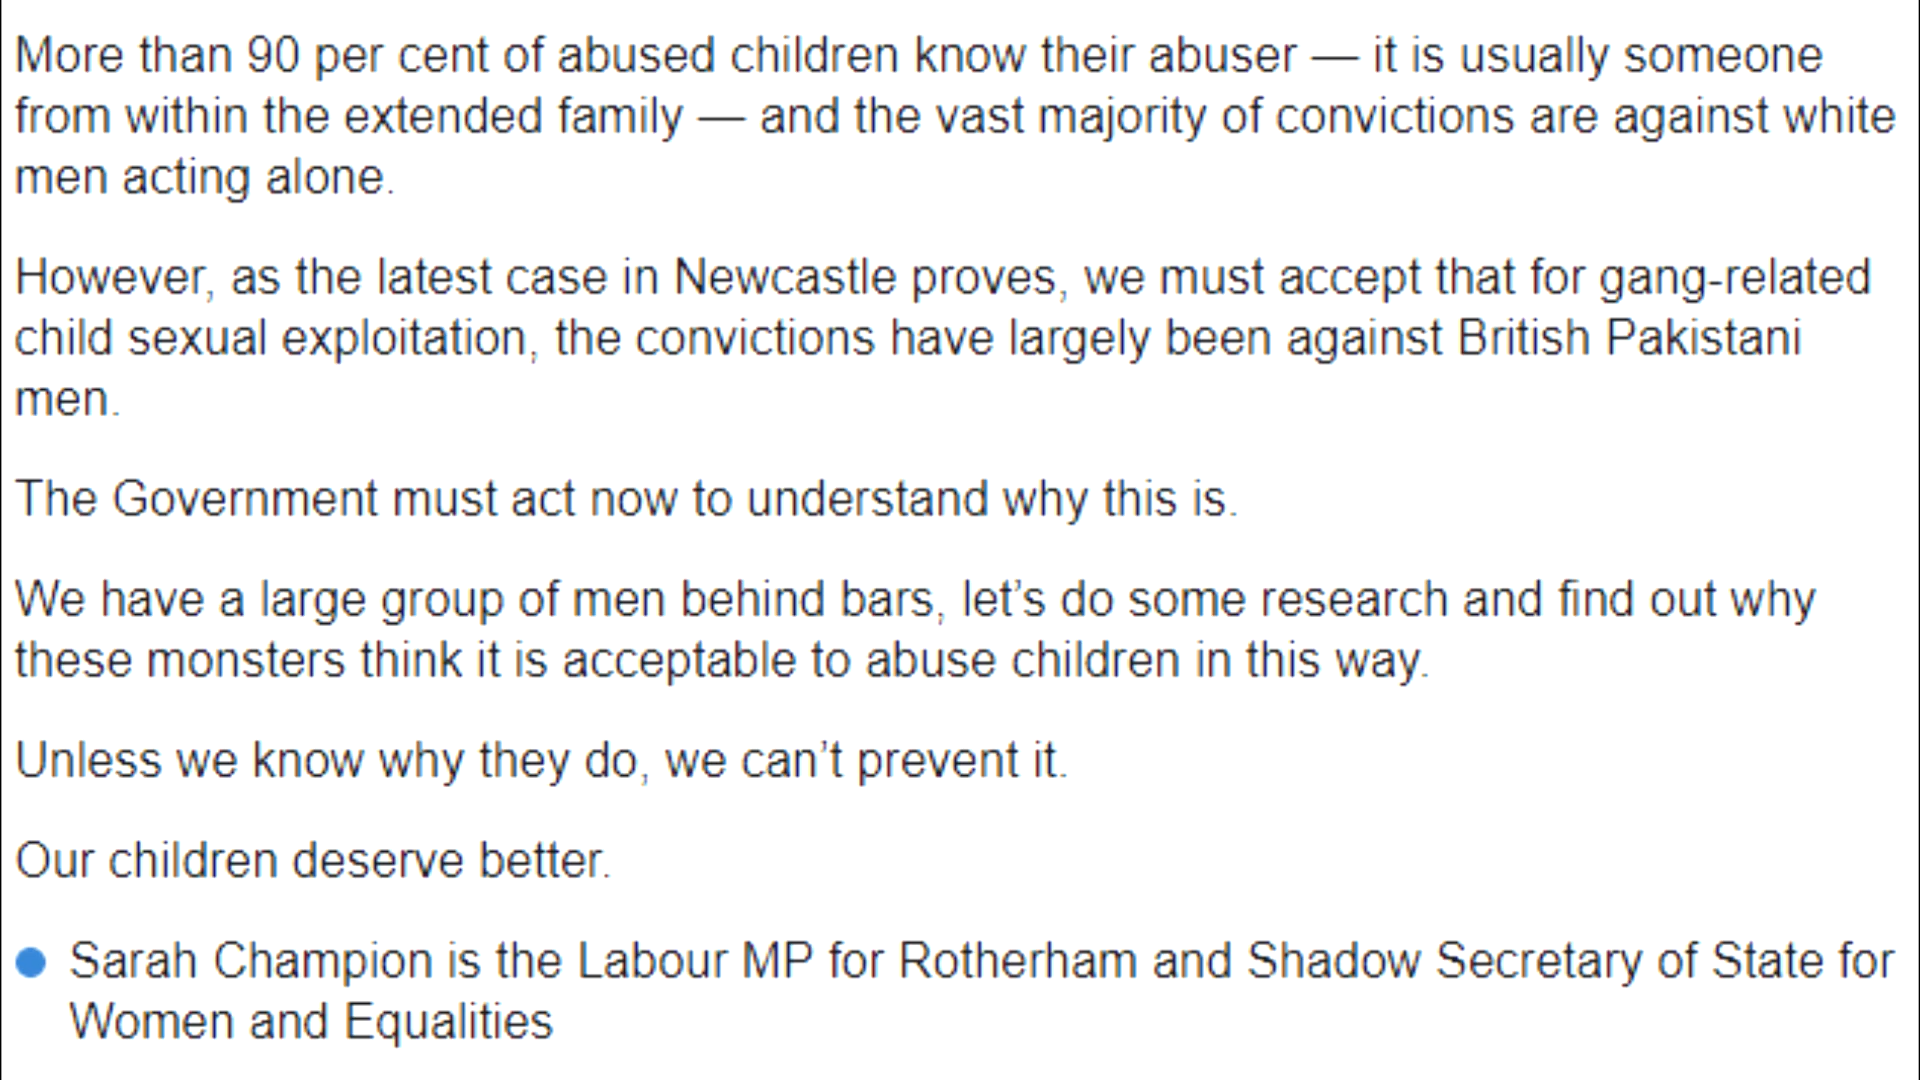 More than 90 per cent of abused children know their abuser — it is usually someone
from within the extended family — and the vast majority of convictions are against white
men acting alone.
However, as the latest case in Newcastle proves, we must accept that for gang-related
child sexual exploitation, the convictions have largely been against British Pakistani
men.
The Government must act now to understand why this is.
We have a large group of men behind bars, let’s do some research and find out why
these monsters think it is acceptable to abuse children in this way.
Unless we know why they do, we can’t prevent it.
Our children deserve better.
Sarah Champion is the Labour MP for Rotherham and Shadow Secretary of State for
Women and Equalities